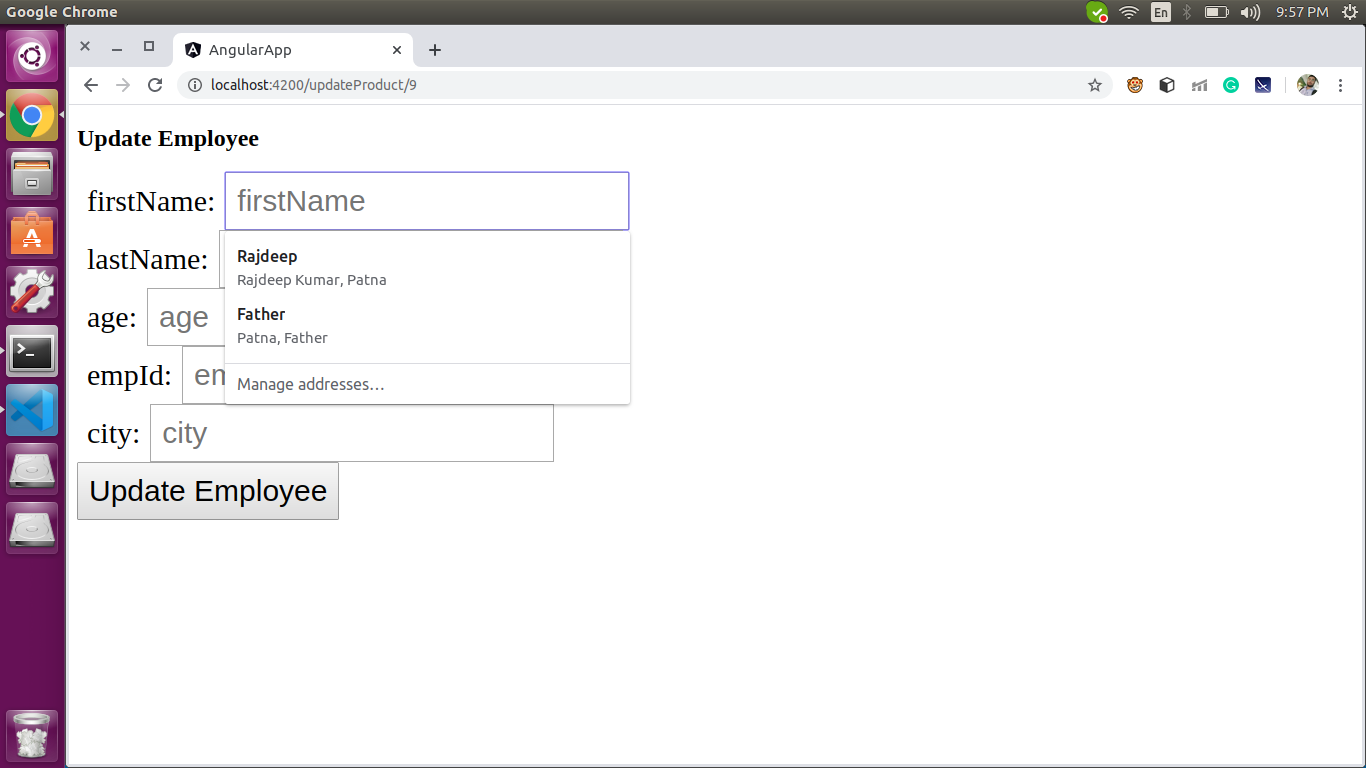 Google Chrome
En
9:57 PM
AngularApp
localhost:4200/updateProduct/9
Update Employee
firstName: firstName
Rajdeep
Rajdeep Kumar, Patna
lastName:
Father
Patna, Father
age: age
empId: em
Manage addresses…
city: city
Update Employee